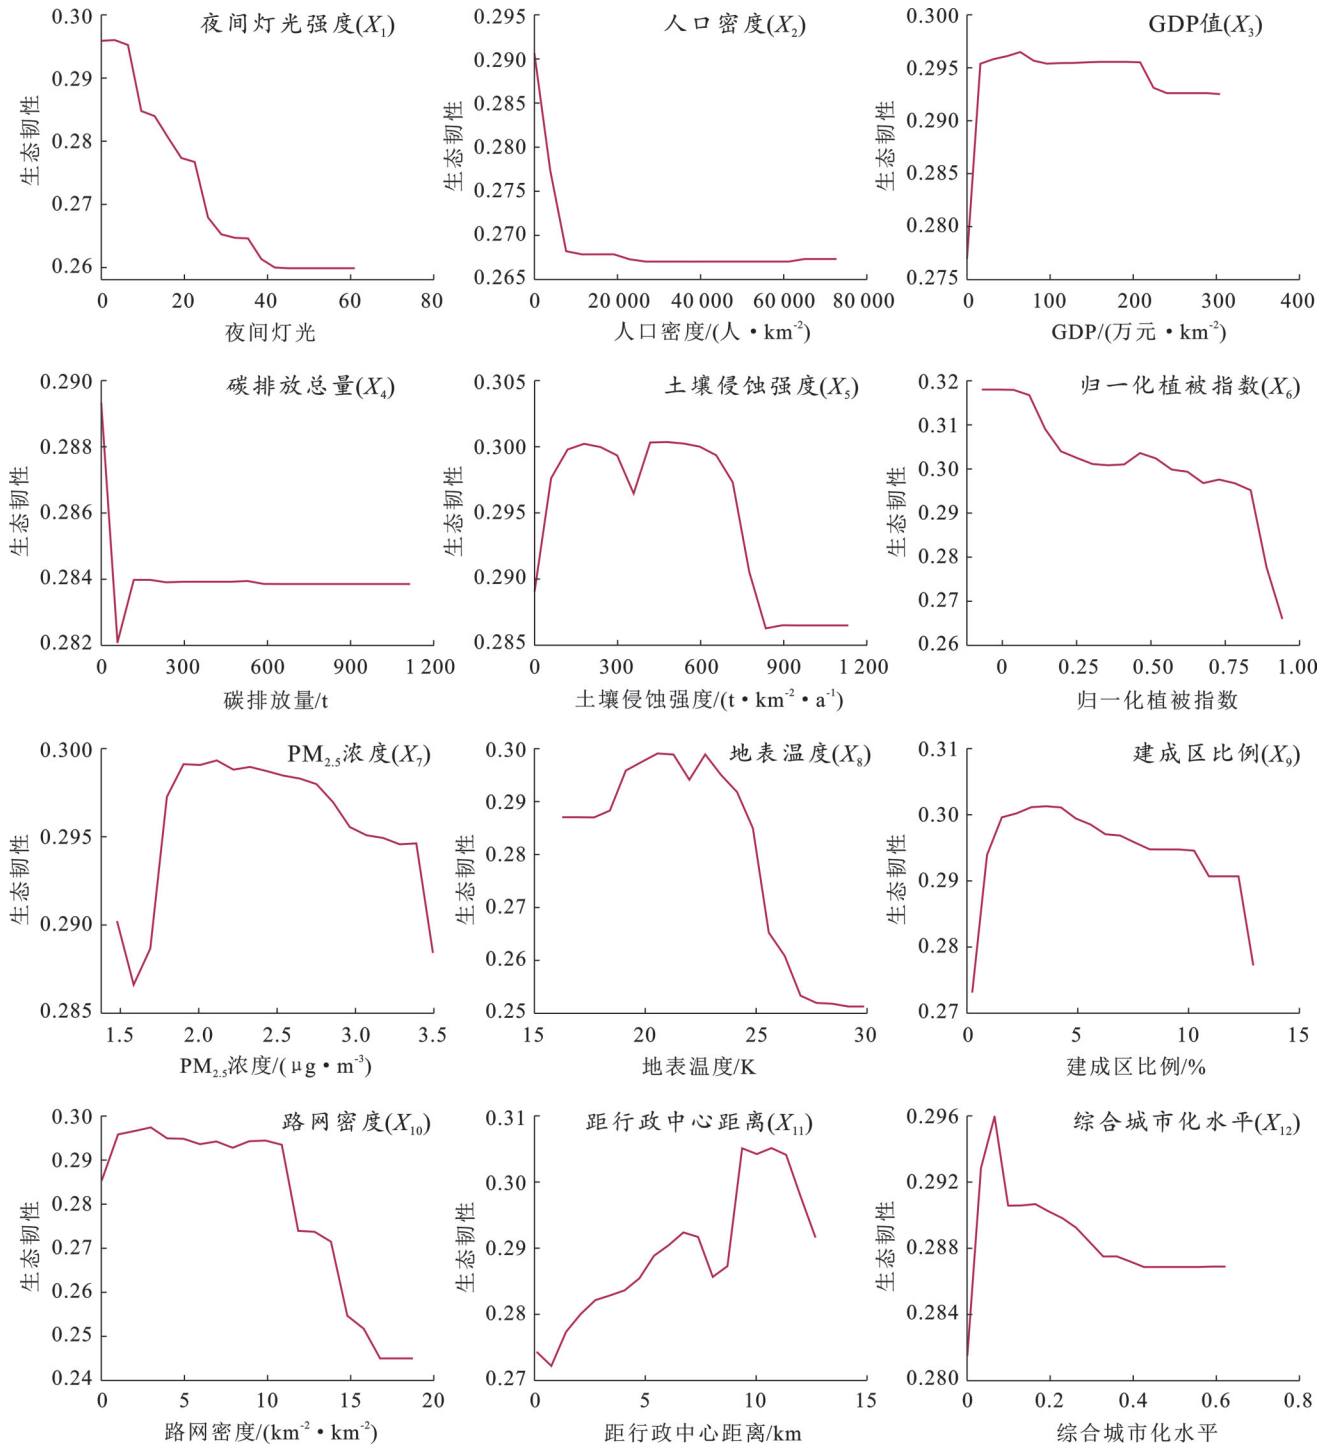 夜间灯光强度(X₁)
生态韧性
0.30
0.29
0.28
0.27
0.26
0 20 40 60 80
夜间灯光
人口密度(X₂)
生态韧性
0.295
0.290
0.285
0.280
0.275
0.270
0.265
0 20 000 40 000 60 000 80 000
人口密度/(人·km⁻²)
GDP值(X₃)
生态韧性
0.300
0.295
0.290
0.285
0.280
0.275
0 100 200 300 400
GDP/(万元·km⁻²)
碳排放总量(X₄)
生态韧性
0.290
0.288
0.286
0.284
0.282
0 300 600 900 1 200
碳排放量/t
土壤侵蚀强度(X₅)
生态韧性
0.305
0.300
0.295
0.290
0.285
0 300 600 900 1 200
土壤侵蚀强度/(t·km⁻²·a⁻¹)
归一化植被指数(X₆)
生态韧性
0.32
0.31
0.30
0.29
0.28
0.27
0.26
0 0.25 0.50 0.75 1.00
归一化植被指数
PM₂.₅浓度(X₇)
生态韧性
0.300
0.295
0.290
0.285
1.5 2.0 2.5 3.0 3.5
PM₂.₅浓度/(μg·m⁻³)
地表温度(X₈)
生态韧性
0.30
0.29
0.28
0.27
0.26
0.25
15 20 25 30
地表温度/K
建成区比例(X₉)
生态韧性
0.31
0.30
0.29
0.28
0.27
0 5 10 15
建成区比例/%
路网密度(X₁₀)
生态韧性
0.30
0.29
0.28
0.27
0.26
0.25
0.24
0 5 10 15 20
路网密度/(km⁻²·km⁻²)
距行政中心距离(X₁₁)
生态韧性
0.31
0.30
0.29
0.28
0.27
0 5 10 15
距行政中心距离/km
综合城市化水平(X₁₂)
生态韧性
0.296
0.292
0.288
0.284
0.280
0 0.2 0.4 0.6 0.8
综合城市化水平